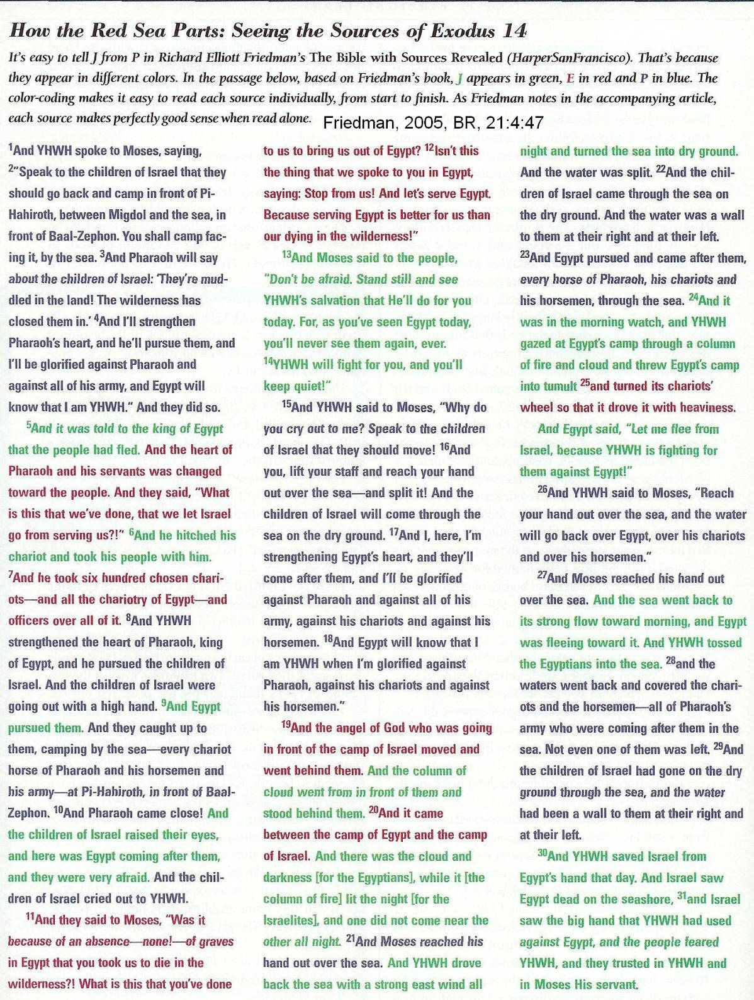 How the Red Sea Parts: Seeing the Sources of Exodus 14
It's easy to tell J from P in Richard Elliott Friedman's The Bible with Sources Revealed (HarperSanFrancisco). That's because
they appear in different colors. In the passage below, based on Friedman's book, J appears in green, E in red and P in blue. The
color-coding makes it easy to read each source individually, from start to finish. As Friedman notes in the accompanying article,
each source makes perfectly good sense when read alone.
Friedman, 2005, BR, 21:4:47
1And YHWH spoke to Moses, saying,
2"Speak to the children of Israel that they
should go back and camp in front of Pi-
Hahiroth, between Migdol and the sea, in
front of Baal-Zephon. You shall camp fac-
ing it, by the sea. 3And Pharaoh will say
about the children of Israel: 'They're mud-
dled in the land! The wilderness has
closed them in.' 4And I'll strengthen
Pharaoh's heart, and he'll pursue them, and
I'll be glorified against Pharaoh and
against all of his army, and Egypt will
know that I am YHWH." And they did so.
5And it was told to the king of Egypt
that the people had fled. And the heart of
Pharaoh and his servants was changed
toward the people. And they said, "What
is this that we've done, that we let Israel
go from serving us?!" 6And he hitched his
chariot and took his people with him.
7And he took six hundred chosen chari-
ots—and all the chariotry of Egypt—and
officers over all of it. 8And YHWH
strengthened the heart of Pharaoh, king
of Egypt, and he pursued the children of
Israel. And the children of Israel were
going out with a high hand. 9And Egypt
pursued them. And they caught up to
them, camping by the sea—every chariot
horse of Pharaoh and his horsemen and
his army—at Pi-Hahiroth, in front of Baal-
Zephon. 10And Pharaoh came close! And
the children of Israel raised their eyes,
and here was Egypt coming after them,
and they were very afraid. And the chil-
dren of Israel cried out to YHWH.
11And they said to Moses, "Was it
because of an absence—none!—of graves
in Egypt that you took us to die in the
wilderness?! What is this that you've done
to us to bring us out of Egypt? 12Isn't this
the thing that we spoke to you in Egypt,
saying: Stop from us! And let's serve Egypt.
Because serving Egypt is better for us than
our dying in the wilderness!"
13And Moses said to the people,
"Don't be afraid. Stand still and see
YHWH's salvation that He'll do for you
today. For, as you've seen Egypt today,
you'll never see them again, ever.
14YHWH will fight for you, and you'll
keep quiet!"
15And YHWH said to Moses, "Why do
you cry out to me? Speak to the children
of Israel that they should move! 16And
you, lift your staff and reach your hand
out over the sea—and split it! And the
children of Israel will come through the
sea on the dry ground. 17And I, here, I'm
strengthening Egypt's heart, and they'll
come after them, and I'll be glorified
against Pharaoh and against all of his
army, against his chariots and against his
horsemen. 18And Egypt will know that I
am YHWH when I'm glorified against
Pharaoh, against his chariots and against
his horsemen."
19And the angel of God who was going
in front of the camp of Israel moved and
went behind them. And the column of
cloud went from in front of them and
stood behind them. 20And it came
between the camp of Egypt and the camp
of Israel. And there was the cloud and
darkness [for the Egyptians], while it [the
column of fire] lit the night [for the
Israelites], and one did not come near the
other all night. 21And Moses reached his
hand out over the sea. And YHWH drove
back the sea with a strong east wind all
night and turned the sea into dry ground.
And the water was split. 22And the chil-
dren of Israel came through the sea on
the dry ground. And the water was a wall
to them at their right and at their left.
23And Egypt pursued and came after them,
every horse of Pharaoh, his chariots and
his horsemen, through the sea. 24And it
was in the morning watch, and YHWH
gazed at Egypt's camp through a column
of fire and cloud and threw Egypt's camp
into tumult 25and turned its chariots'
wheel so that it drove it with heaviness.
And Egypt said, "Let me flee from
Israel, because YHWH is fighting for
them against Egypt!"
26And YHWH said to Moses, "Reach
your hand out over the sea, and the water
will go back over Egypt, over his chariots
and over his horsemen."
27And Moses reached his hand out
over the sea. And the sea went back to
its strong flow toward morning, and Egypt
was fleeing toward it. And YHWH tossed
the Egyptians into the sea. 28and the
waters went back and covered the chari-
ots and the horsemen—all of Pharaoh's
army who were coming after them in the
sea. Not even one of them was left. 29And
the children of Israel had gone on the dry
ground through the sea, and the water
had been a wall to them at their right and
at their left.
30And YHWH saved Israel from
Egypt's hand that day. And Israel saw
Egypt dead on the seashore, 31and Israel
saw the big hand that YHWH had used
against Egypt, and the people feared
YHWH, and they trusted in YHWH and
in Moses His servant.